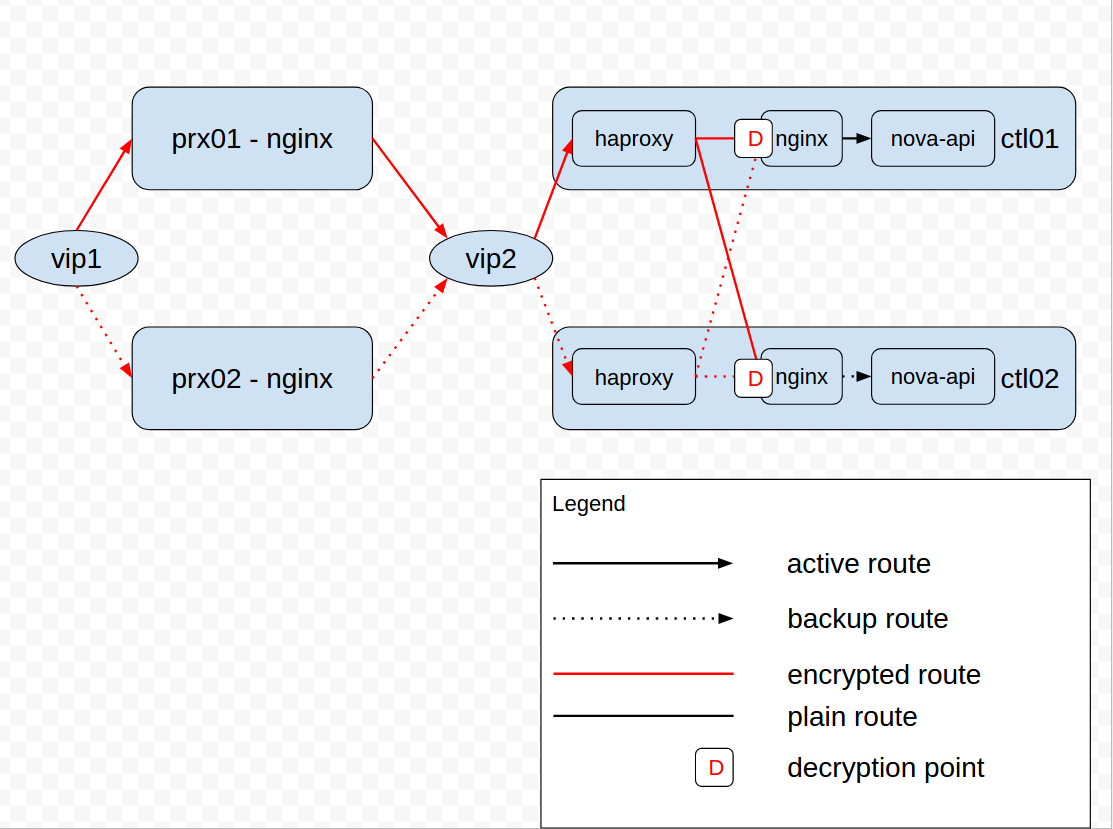 prx01 - nginx
haproxy
D
nginx
nova-api
ctl01
vip1
vip2
prx02 - nginx
haproxy
D
nginx
nova-api
ctl02
Legend
active route
backup route
encrypted route
plain route
D
decryption point